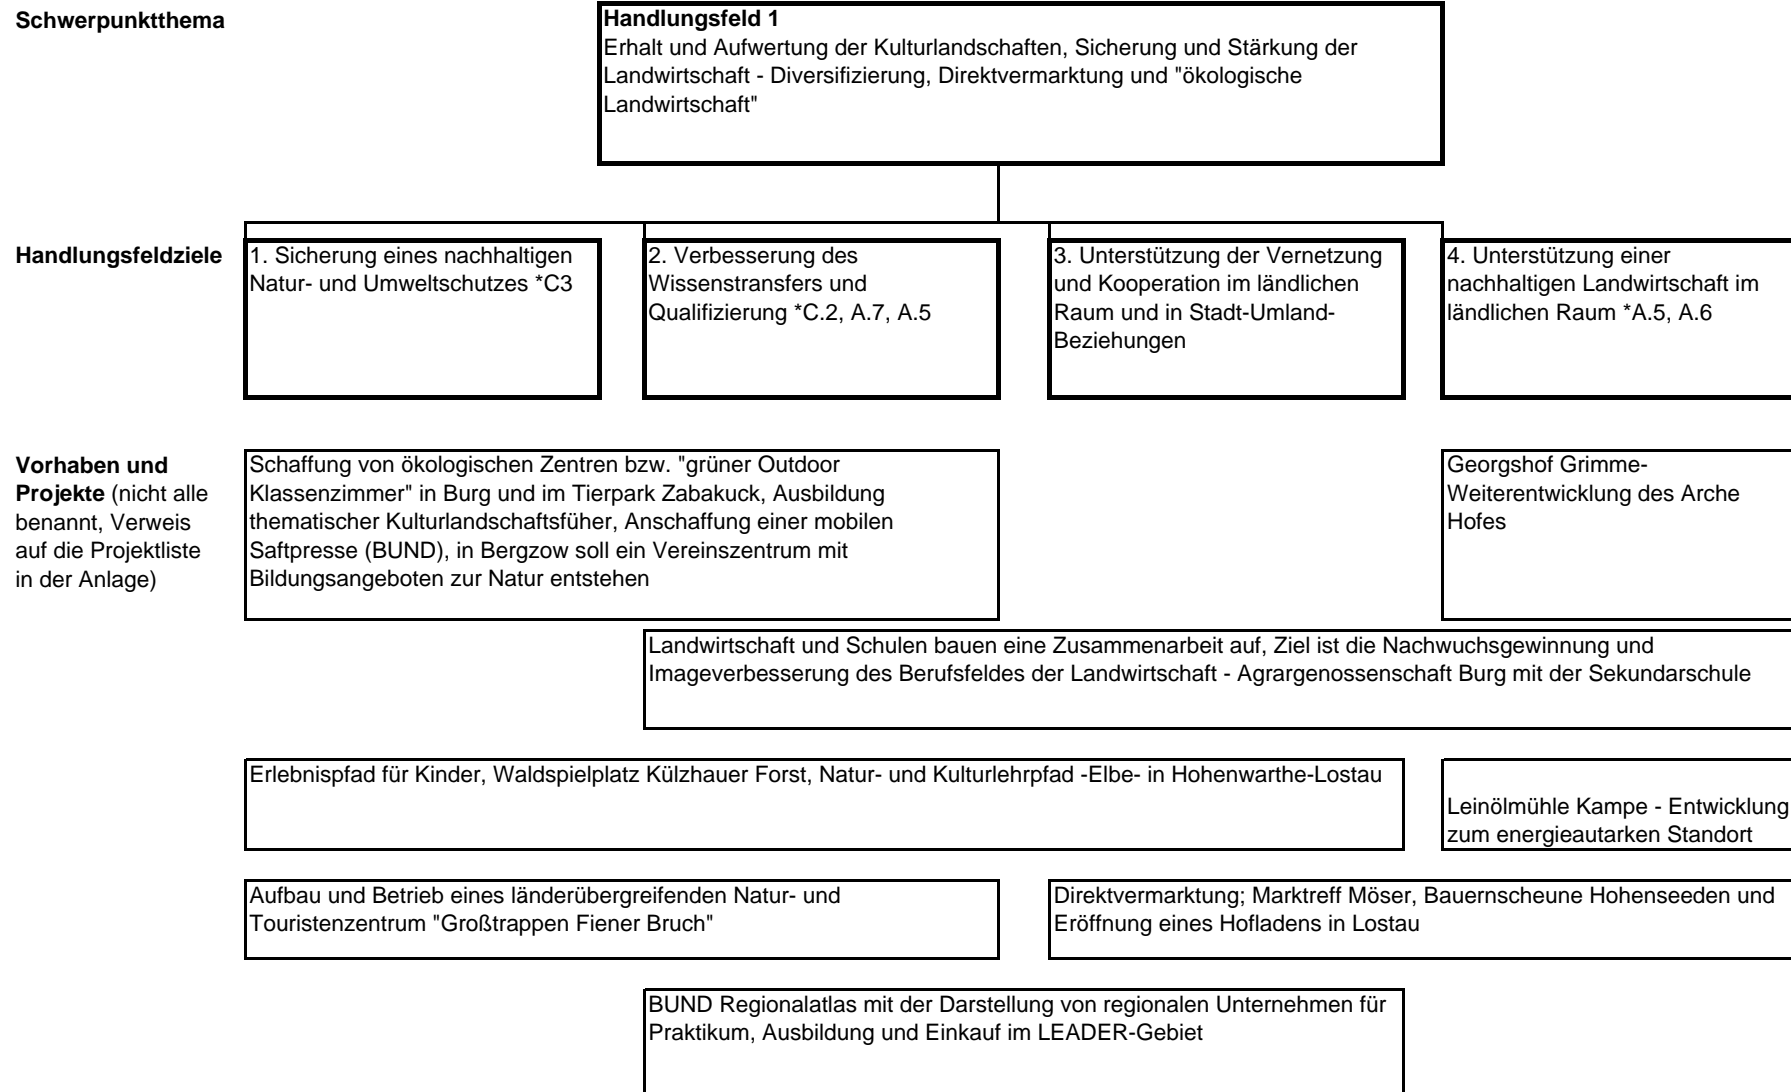 Schwerpunktthema
Handlungsfeld 1
Erhalt und Aufwertung der Kulturlandschaften, Sicherung und Stärkung der
Landwirtschaft - Diversifizierung, Direktvermarktung und "ökologische
Landwirtschaft"
Handlungsfeldziele
1. Sicherung eines nachhaltigen
Natur- und Umweltschutzes *C3
2. Verbesserung des
Wissenstransfers und
Qualifizierung *C.2, A.7, A.5
3. Unterstützung der Vernetzung
und Kooperation im ländlichen
Raum und in Stadt-Umland-
Beziehungen
4. Unterstützung einer
nachhaltigen Landwirtschaft im
ländlichen Raum *A.5, A.6
Vorhaben und
Projekte (nicht alle
benannt, Verweis
auf die Projektliste
in der Anlage)
Schaffung von ökologischen Zentren bzw. "grüner Outdoor
Klassenzimmer" in Burg und im Tierpark Zabakuck, Ausbildung
thematischer Kulturlandschaftsfüher, Anschaffung einer mobilen
Saftpresse (BUND), in Bergzow soll ein Vereinszentrum mit
Bildungsangeboten zur Natur entstehen
Georgshof Grimme-
Weiterentwicklung des Arche
Hofes
Landwirtschaft und Schulen bauen eine Zusammenarbeit auf, Ziel ist die Nachwuchsgewinnung und
Imageverbesserung des Berufsfeldes der Landwirtschaft - Agrargenossenschaft Burg mit der Sekundarschule
Erlebnispfad für Kinder, Waldspielplatz Külzhauer Forst, Natur- und Kulturlehrpfad -Elbe- in Hohenwarthe-Lostau
Leinölmühle Kampe - Entwicklung
zum energieautarken Standort
Aufbau und Betrieb eines länderübergreifenden Natur- und
Touristenzentrum "Großtrappen Fiener Bruch"
Direktvermarktung; Marktreff Möser, Bauernscheune Hohenseeden und
Eröffnung eines Hofladens in Lostau
BUND Regionalatlas mit der Darstellung von regionalen Unternehmen für
Praktikum, Ausbildung und Einkauf im LEADER-Gebiet